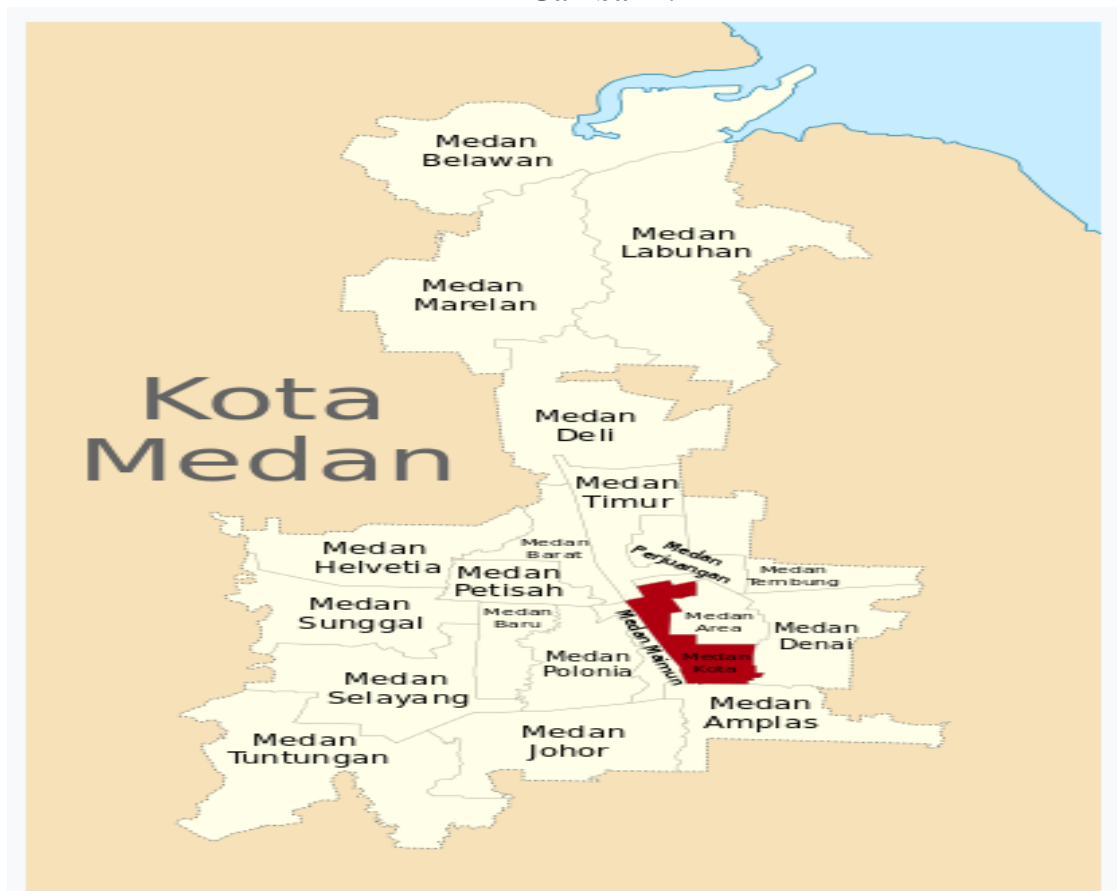 Medan
Belawan
Medan
Labuhan
Medan
Marelan
Kota
Medan
Medan
Deli
Medan
Timur
Medan
Barat
Medan
Perjuangan
Medan
Helvetia
Medan
Petisah
Medan
Tembung
Medan
Sunggal
Medan
Baru
Medan Maimun
Medan
Area
Medan
Denai
Medan
Polonia
Medan
Kota
Medan
Selayang
Medan
Amplas
Medan
Tuntungan
Medan
Johor